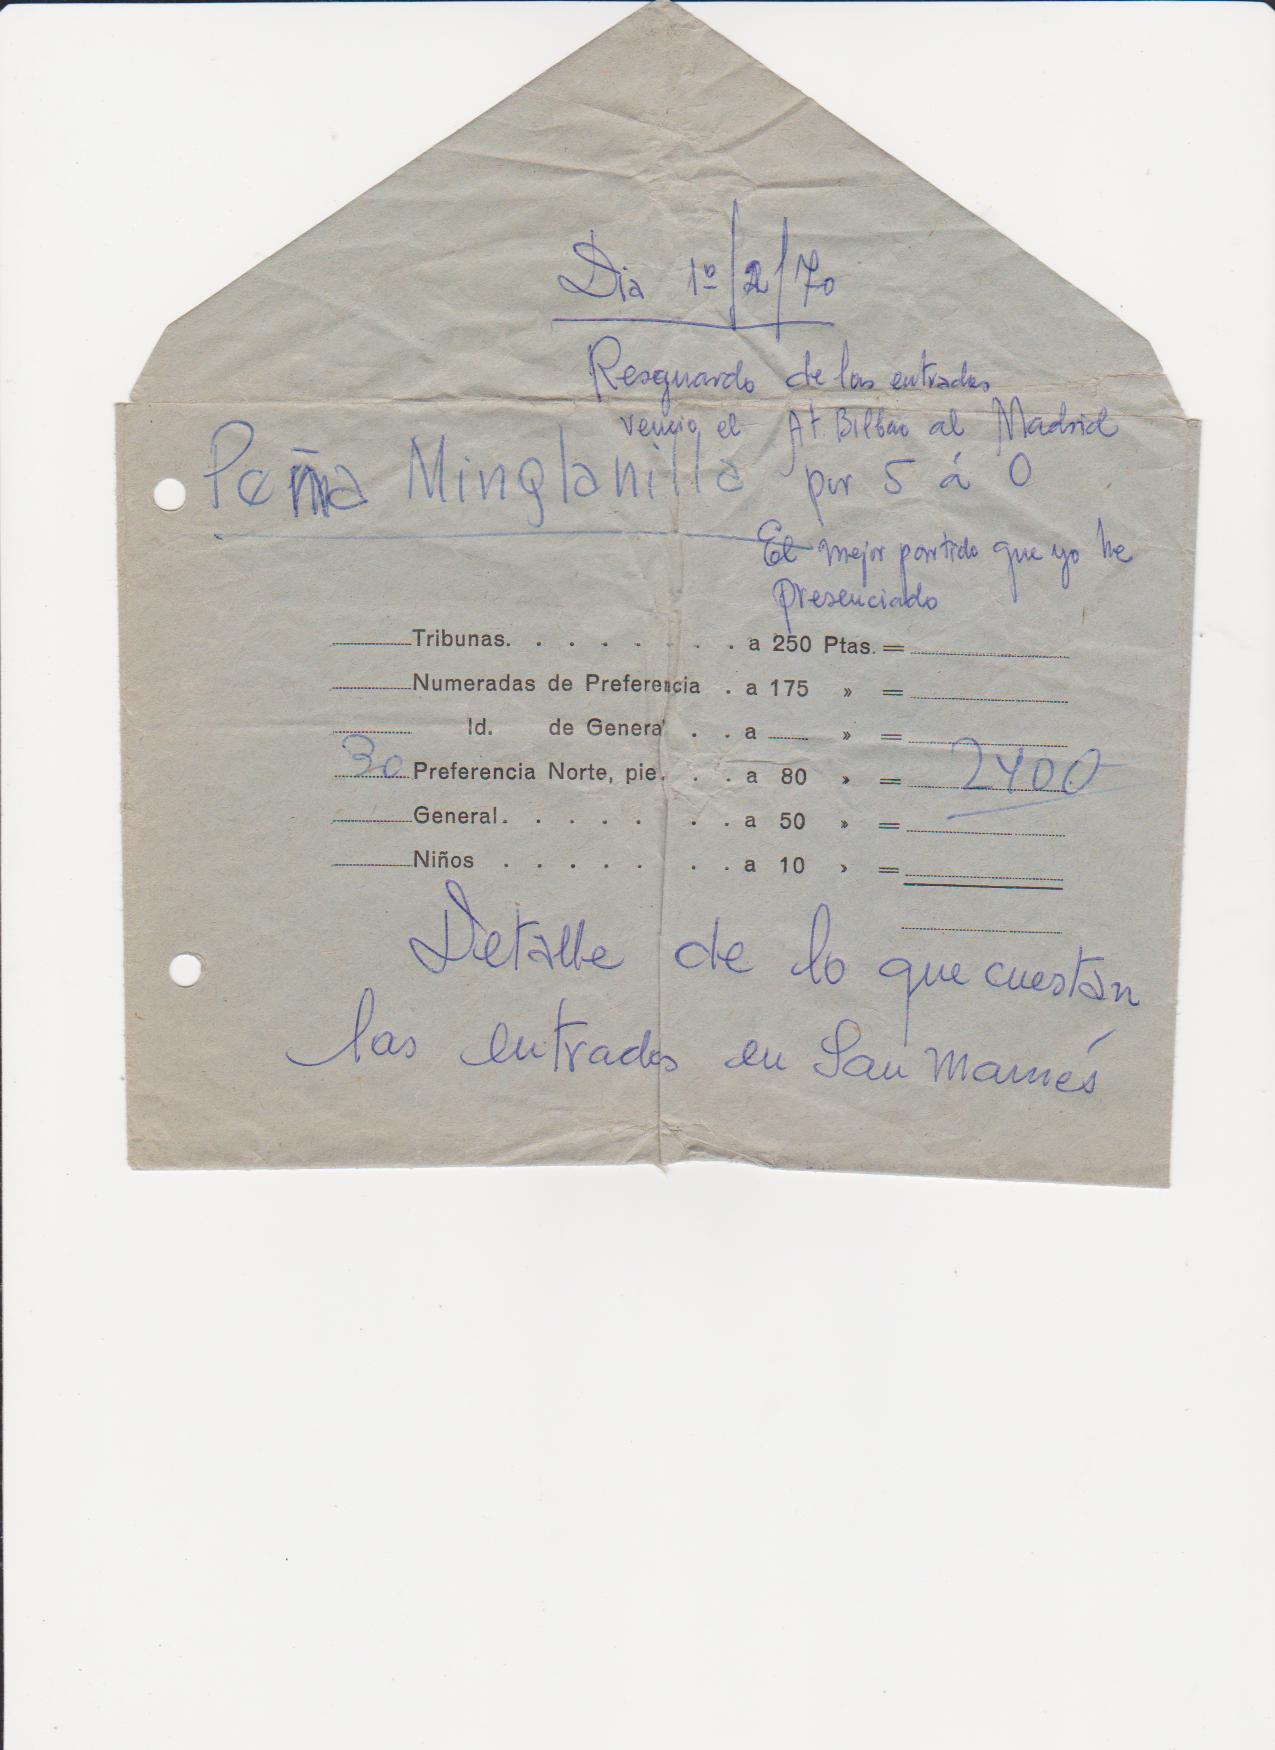 Dia 1º/2/70
Resguardo de las entradas
vencio el At. Bilbao al Madrid
Peña Minglanilla por 5 á 0
El mejor partido que yo he
presenciado
Tribunas. . . . . . . . a 250 Ptas. =
Numeradas de Preferencia . a 175 » =
Id. de General . . a » =
30 Preferencia Norte, pie. . . a 80 » = 2400
General. . . . . . . . a 50 » =
Niños . . . . . . . . a 10 » =
Detalle de lo que cuestan
las entradas en San Mamés